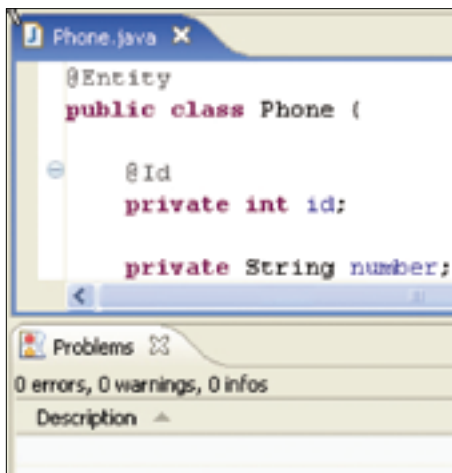 Phone.java
@Entity
public class Phone {
@Id
private int id;
private String number;
Problems
0 errors, 0 warnings, 0 infos
Description